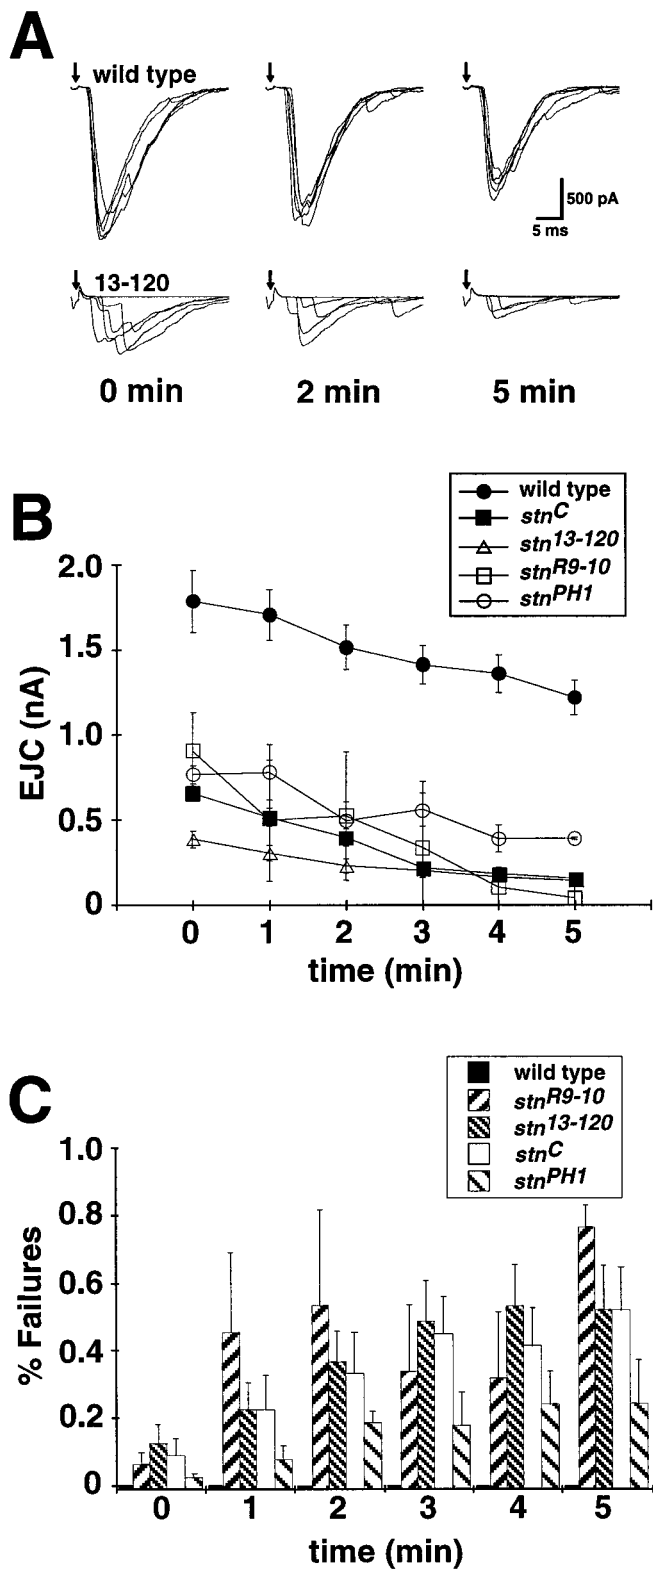 A
wild type
500 pA
5 ms
13-120
0 min
2 min
5 min
B
wild type
stnC
stn13-120
stnR9-10
stnPH1
2.0
1.5
1.0
0.5
0
EJC (nA)
0 1 2 3 4 5
time (min)
C
wild type
stnR9-10
stn13-120
stnC
stnPH1
1.0
0.8
0.6
0.4
0.2
0
% Failures
0 1 2 3 4 5
time (min)